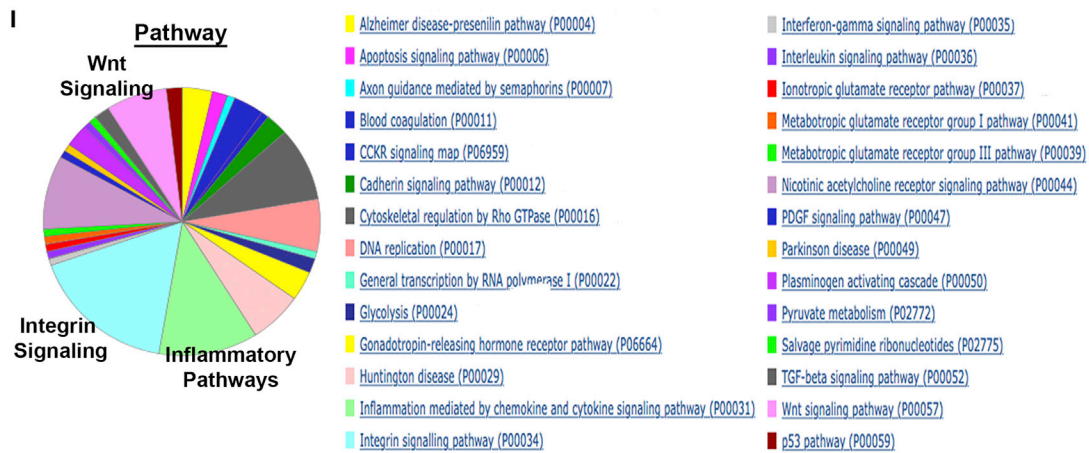 I
Pathway
Wnt
Signaling
Integrin
Signaling
Inflammatory
Pathways
Alzheimer disease-presenilin pathway (P00004)
Apoptosis signaling pathway (P00006)
Axon guidance mediated by semaphorins (P00007)
Blood coagulation (P00011)
CCKR signaling map (P06959)
Cadherin signaling pathway (P00012)
Cytoskeletal regulation by Rho GTPase (P00016)
DNA replication (P00017)
General transcription by RNA polymerase I (P00022)
Glycolysis (P00024)
Gonadotropin-releasing hormone receptor pathway (P06664)
Huntington disease (P00029)
Inflammation mediated by chemokine and cytokine signaling pathway (P00031)
Integrin signalling pathway (P00034)
Interferon-gamma signaling pathway (P00035)
Interleukin signaling pathway (P00036)
Ionotropic glutamate receptor pathway (P00037)
Metabotropic glutamate receptor group I pathway (P00041)
Metabotropic glutamate receptor group III pathway (P00039)
Nicotinic acetylcholine receptor signaling pathway (P00044)
PDGF signaling pathway (P00047)
Parkinson disease (P00049)
Plasminogen activating cascade (P00050)
Pyruvate metabolism (P02772)
Salvage pyrimidine ribonucleotides (P02775)
TGF-beta signaling pathway (P00052)
Wnt signaling pathway (P00057)
p53 pathway (P00059)